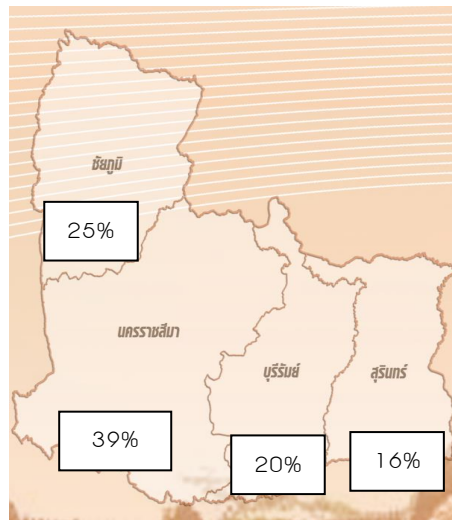 ชัยภูมิ
25%
นครราชสีมา
บุรีรัมย์
สุรินทร์
39%
20%
16%